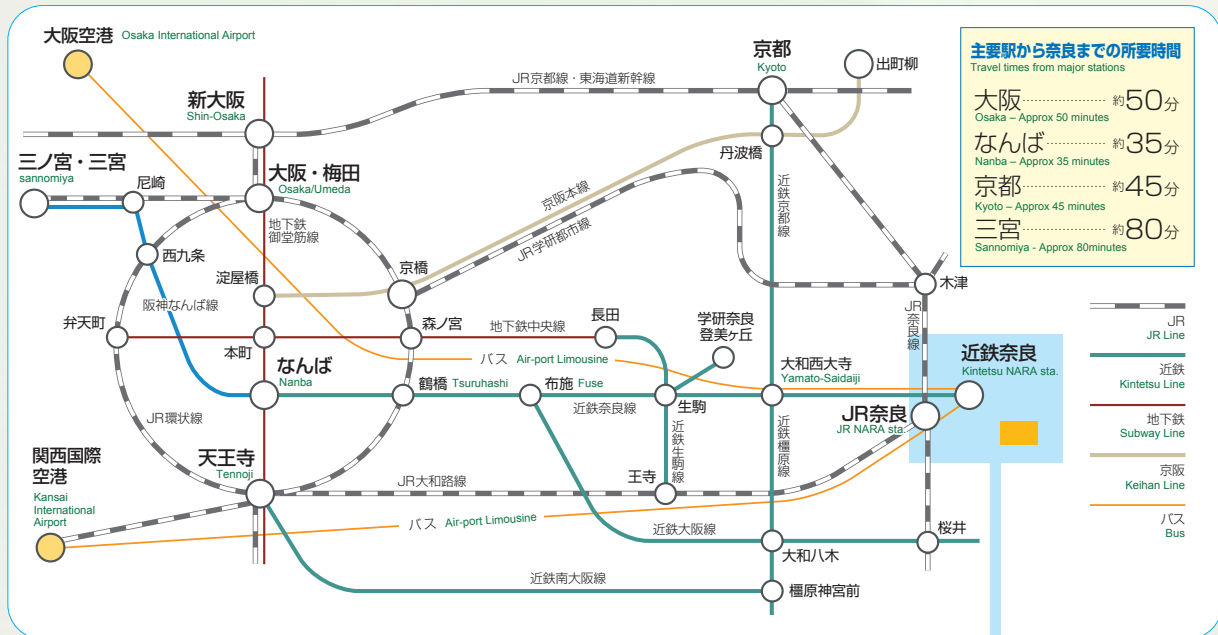 大阪空港 Osaka International Airport
京都
Kyoto
出町柳
JR京都線・東海道新幹線
新大阪
Shin-Osaka
丹波橋
三ノ宮・三宮
sannomiya
尼崎
大阪・梅田
Osaka/Umeda
地下鉄
御堂筋線
京阪本線
JR学研都市線
近鉄京都線
西九条
淀屋橋
京橋
木津
阪神なんば線
JR奈良線
弁天町
本町
森ノ宮
地下鉄中央線
長田
学研奈良
登美ヶ丘
バス Air-port Limousine
大和西大寺
Yamato-Saidaiji
近鉄奈良
Kintetsu NARA sta.
なんば
Nanba
鶴橋 Tsuruhashi
布施 Fuse
近鉄奈良線
生駒
JR環状線
近鉄生駒線
近鉄橿原線
JR奈良
JR NARA sta.
天王寺
Tennoji
関西国際
空港
Kansai
International
Airport
JR大和路線
王寺
バス Air-port Limousine
近鉄大阪線
大和八木
桜井
近鉄南大阪線
橿原神宮前
主要駅から奈良までの所要時間
Travel times from major stations
大阪 約50分
Osaka – Approx 50 minutes
なんば 約35分
Nanba – Approx 35 minutes
京都 約45分
Kyoto – Approx 45 minutes
三宮 約80分
Sannomiya - Approx 80minutes
JR
JR Line
近鉄
Kintetsu Line
地下鉄
Subway Line
京阪
Keihan Line
バス
Bus